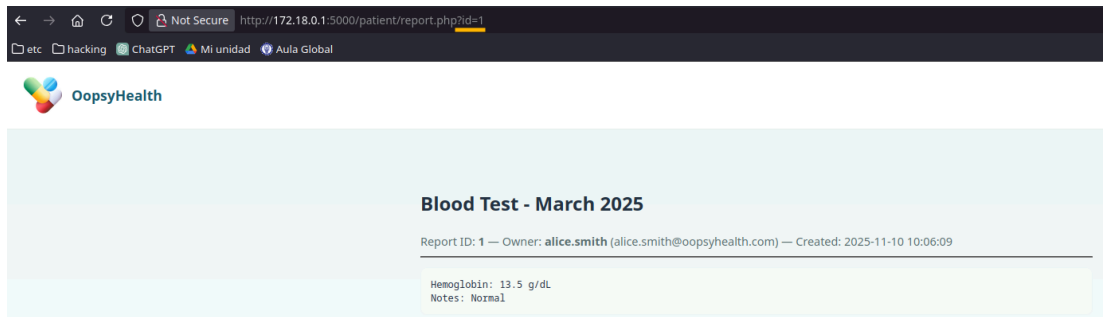 Not Secure http://172.18.0.1:5000/patient/report.php?id=1
etc hacking ChatGPT Mi unidad Aula Global
OopsyHealth
Blood Test - March 2025
Report ID: 1 — Owner: alice.smith (alice.smith@oopsyhealth.com) — Created: 2025-11-10 10:06:09
Hemoglobin: 13.5 g/dL
Notes: Normal